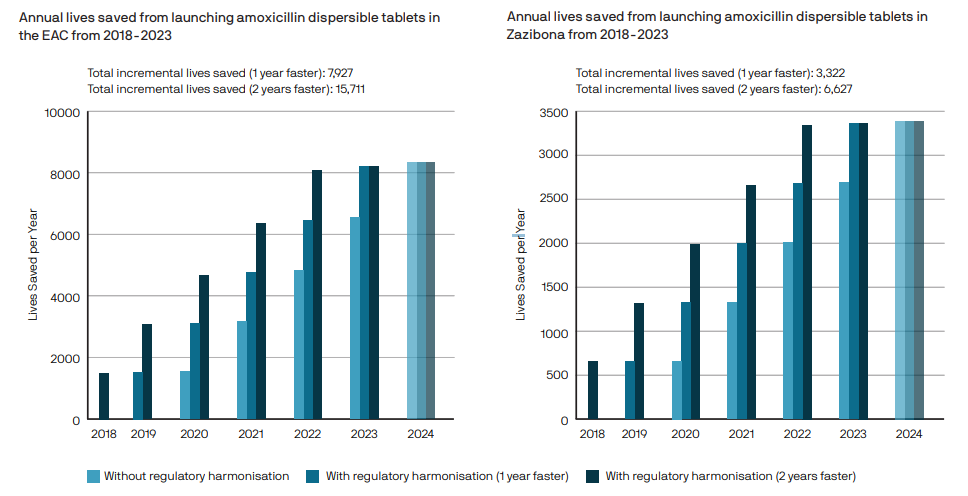 Annual lives saved from launching amoxicillin dispersible tablets in
the EAC from 2018-2023
Total incremental lives saved (1 year faster): 7,927
Total incremental lives saved (2 years faster): 15,711
10000
8000
6000
4000
2000
0
Lives Saved per Year
2018 2019 2020 2021 2022 2023 2024
Annual lives saved from launching amoxicillin dispersible tablets in
Zazibona from 2018-2023
Total incremental lives saved (1 year faster): 3,322
Total incremental lives saved (2 years faster): 6,627
3500
3000
2500
2000
1500
1000
500
0
Lives Saved per Year
2018 2019 2020 2021 2022 2023 2024
Without regulatory harmonisation With regulatory harmonisation (1 year faster) With regulatory harmonisation (2 years faster)